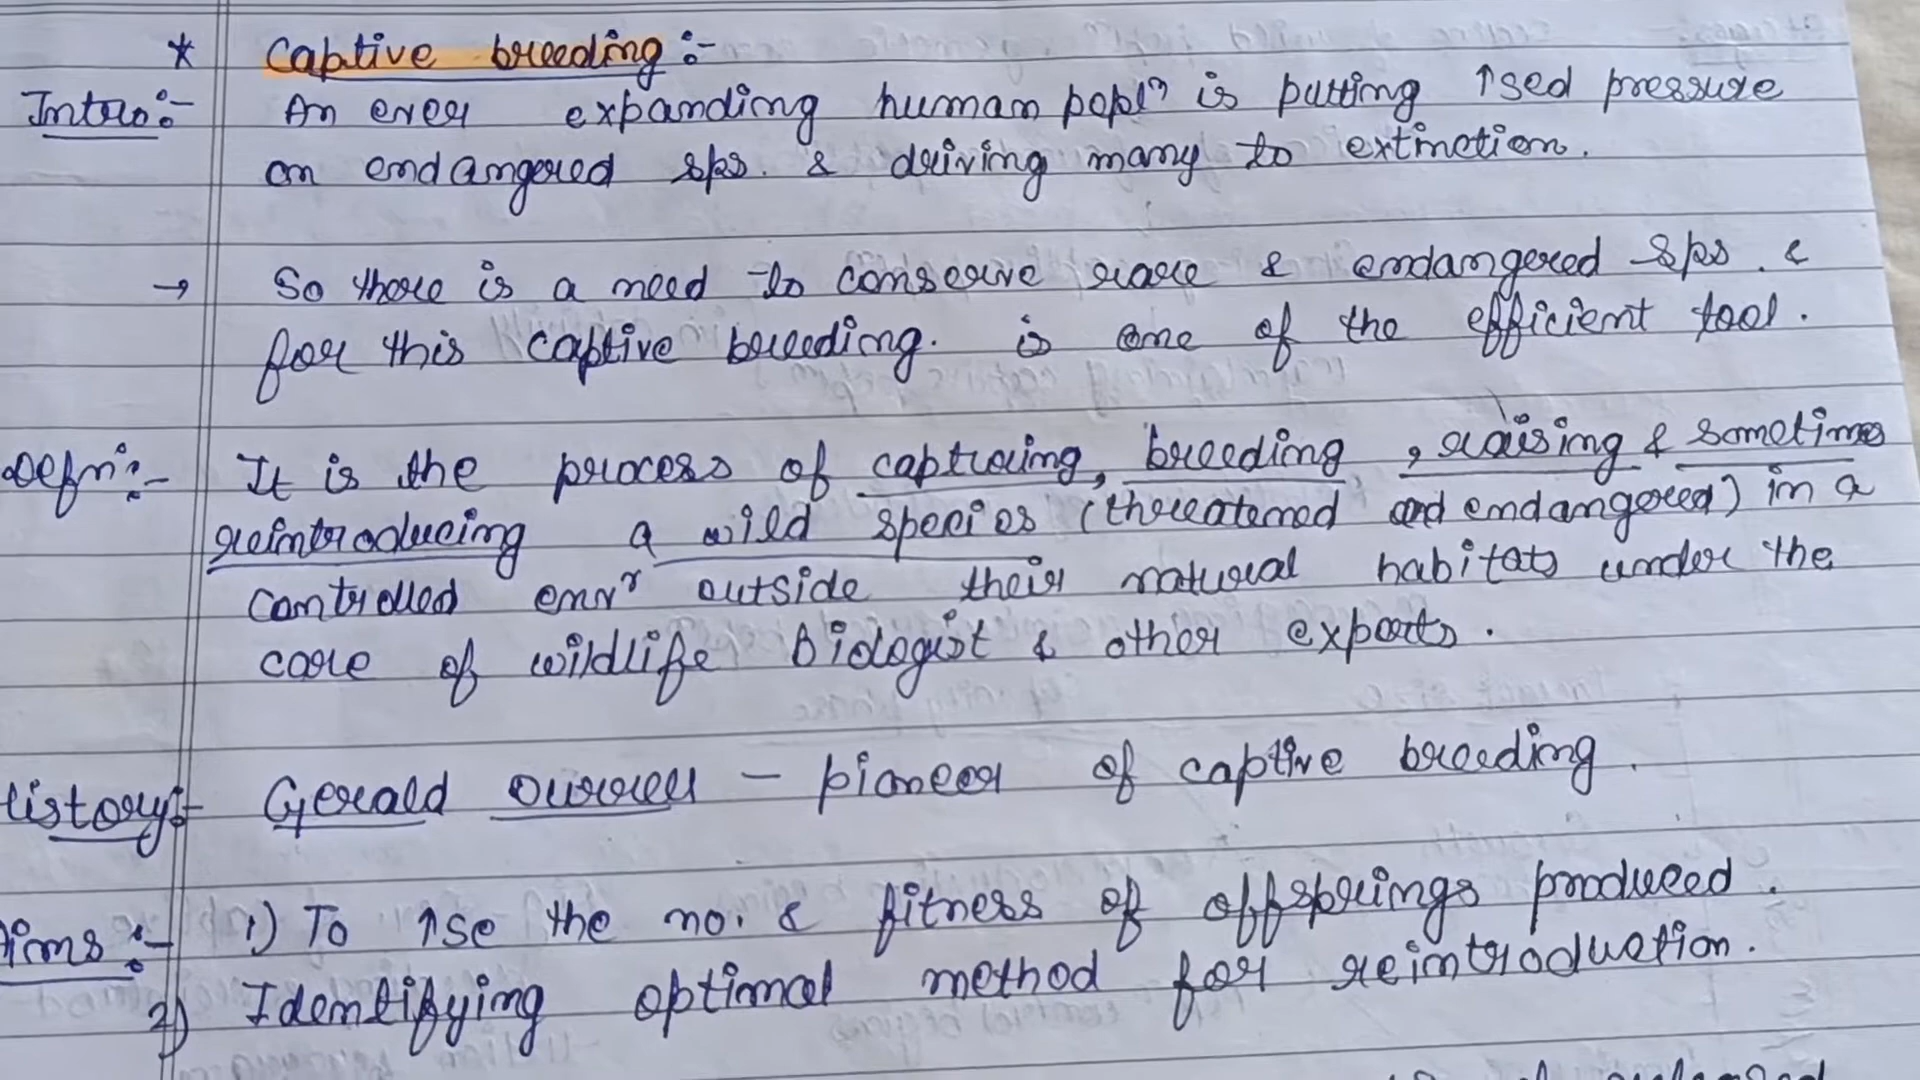 * Captive breeding :-
Intro :- An ever expanding human popl^n is putting ↑sed pressure
on endangered sps. & driving many to extinction.
→ So there is a need to conserve rare & endangered sps. &
for this captive breeding. is one of the efficient tool.
Defn :- It is the process of capturing, breeding, raising & sometimes
reintroducing a wild species (threatened and endangered) in a
controlled env^r outside their natural habitats under the
care of wildlife biologist & other experts.
istory :- Gerald Durrell - pioneer of captive breeding.
ims :- 1) To ↑se the no. & fitness of offsprings produced.
2) Identifying optimal method for reintroduction.